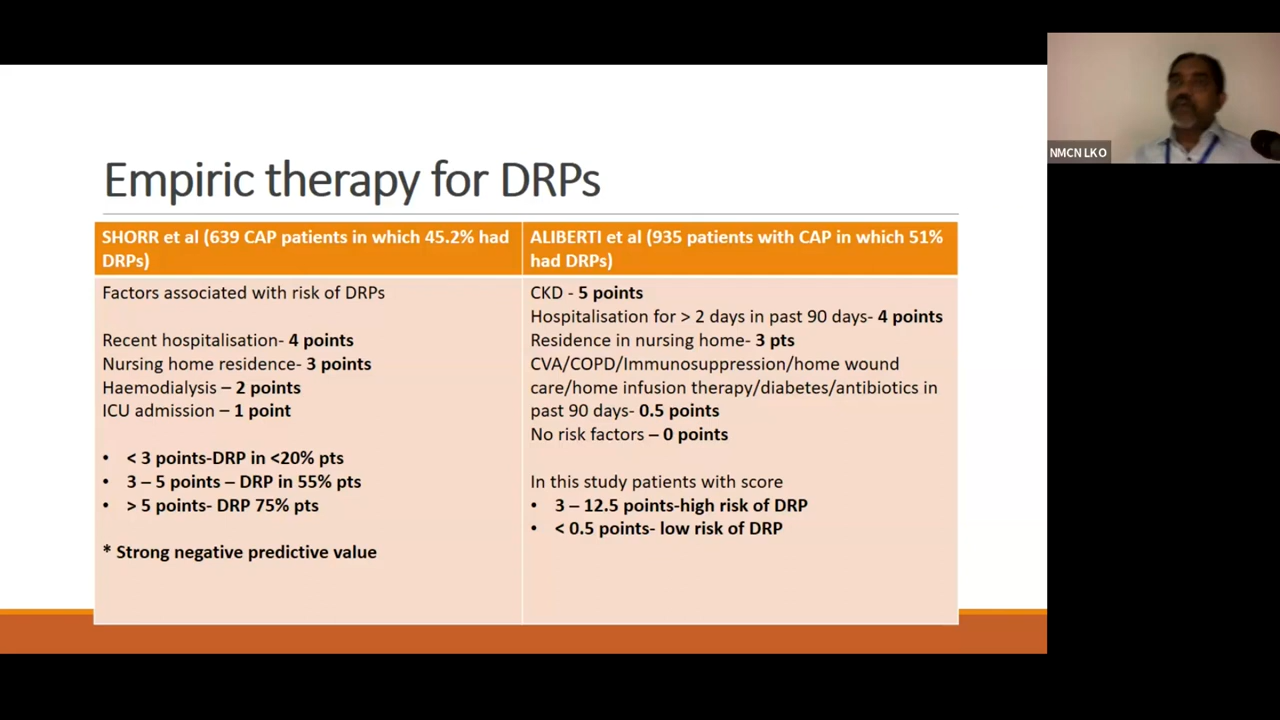 Empiric therapy for DRPs
SHORR et al (639 CAP patients in which 45.2% had
DRPs)
Factors associated with risk of DRPs
Recent hospitalisation- 4 points
Nursing home residence- 3 points
Haemodialysis – 2 points
ICU admission – 1 point
• < 3 points-DRP in <20% pts
• 3 – 5 points – DRP in 55% pts
• > 5 points- DRP 75% pts
* Strong negative predictive value
ALIBERTI et al (935 patients with CAP in which 51%
had DRPs)
CKD - 5 points
Hospitalisation for > 2 days in past 90 days- 4 points
Residence in nursing home- 3 pts
CVA/COPD/Immunosuppression/home wound
care/home infusion therapy/diabetes/antibiotics in
past 90 days- 0.5 points
No risk factors – 0 points
In this study patients with score
• 3 – 12.5 points-high risk of DRP
• < 0.5 points- low risk of DRP
NMCN LKO